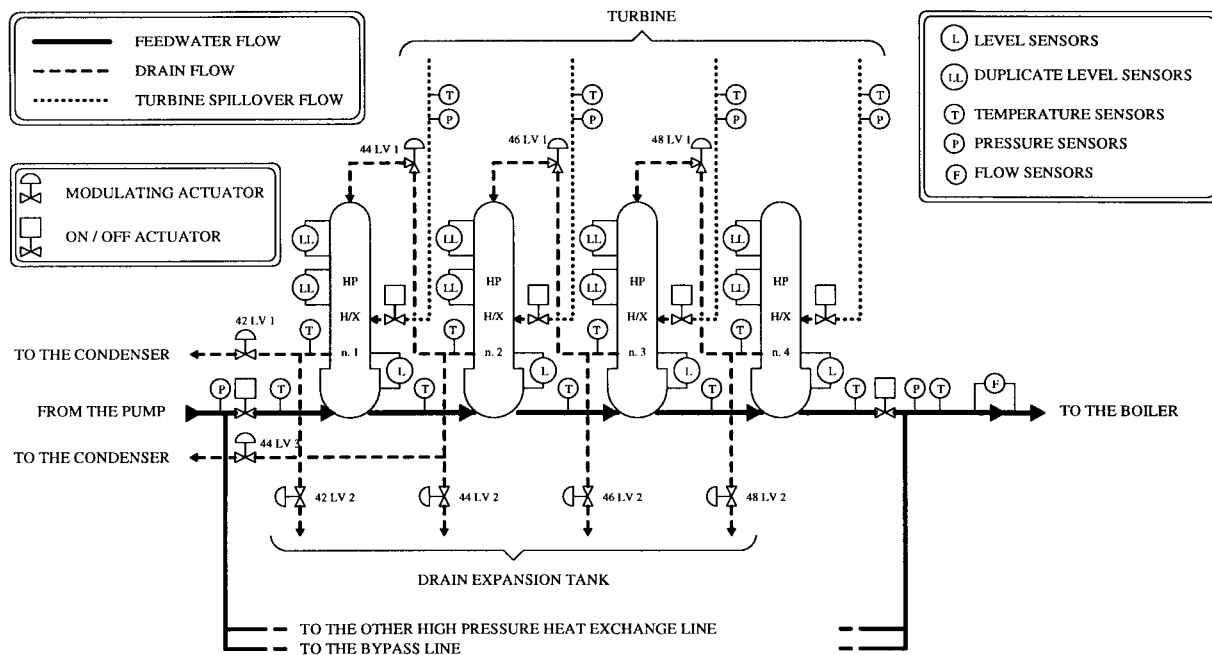 TURBINE
FEEDWATER FLOW
DRAIN FLOW
TURBINE SPILLOVER FLOW
MODULATING ACTUATOR
ON / OFF ACTUATOR
L LEVEL SENSORS
LL DUPLICATE LEVEL SENSORS
T TEMPERATURE SENSORS
P PRESSURE SENSORS
F FLOW SENSORS
T T T T
P P P P
44 LV 1 46 LV 1 48 LV 1
LL LL LL LL
LL HP LL HP LL HP LL HP
H/X H/X H/X H/X
42 LV 1
T T T T
TO THE CONDENSER
n. 1 n. 2 n. 3 n. 4
L L L L
P T T T T T P T F
FROM THE PUMP
TO THE BOILER
44 LV 3
TO THE CONDENSER
42 LV 2 44 LV 2 46 LV 2 48 LV 2
DRAIN EXPANSION TANK
TO THE OTHER HIGH PRESSURE HEAT EXCHANGE LINE
TO THE BYPASS LINE